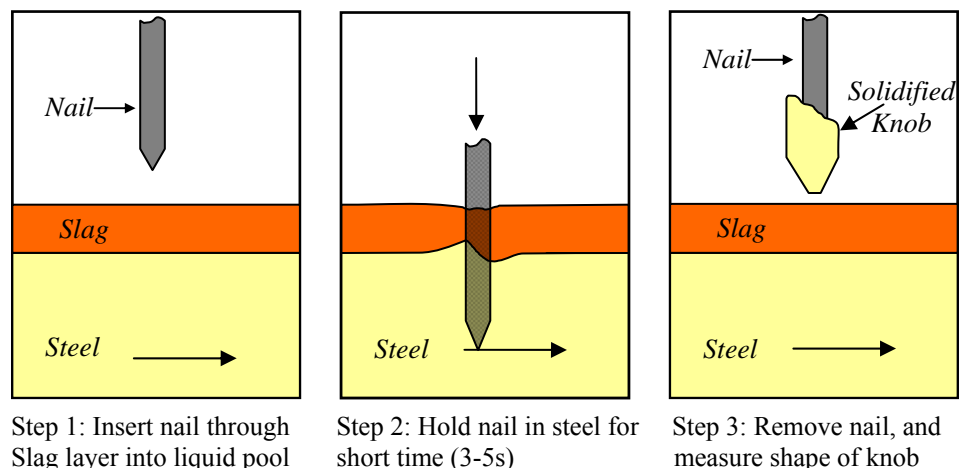 Nail
Slag
Steel
Step 1: Insert nail through
Slag layer into liquid pool
Steel
Step 2: Hold nail in steel for
short time (3-5s)
Nail
Solidified
Knob
Slag
Steel
Step 3: Remove nail, and
measure shape of knob